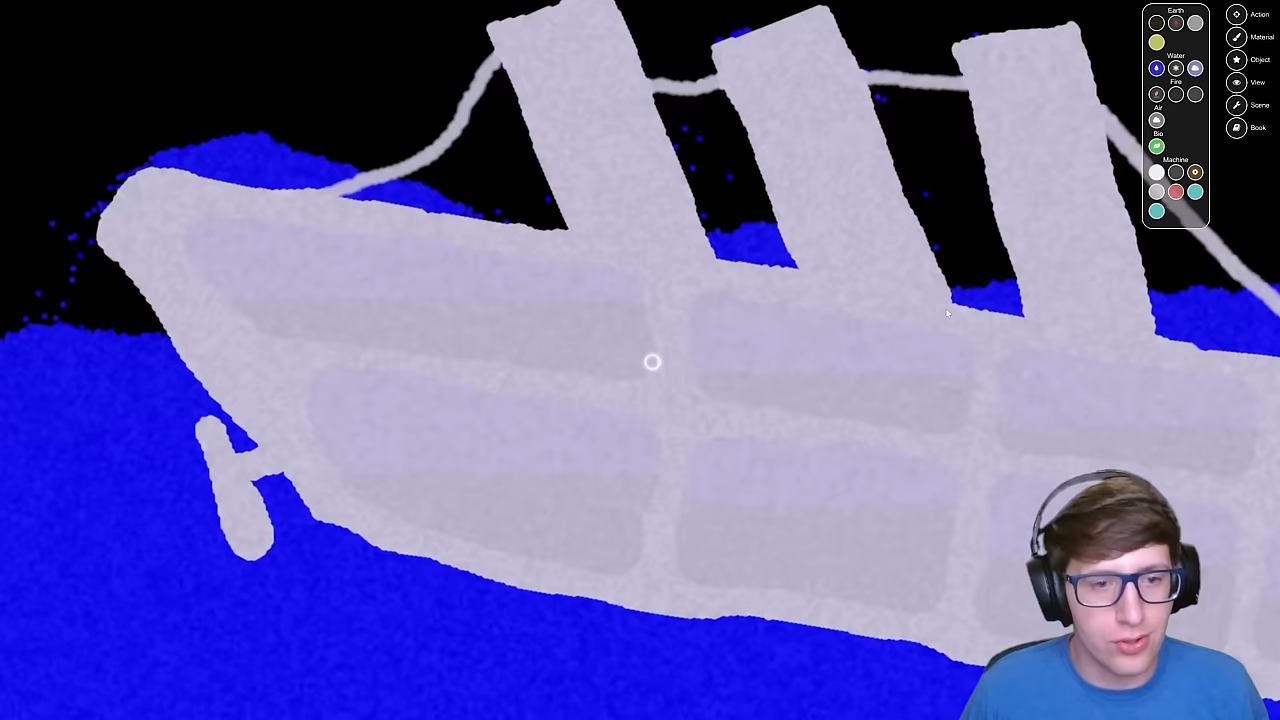 Earth
Water
Fire
Air
Bio
Machine
Action
Material
Object
View
Scene
Book